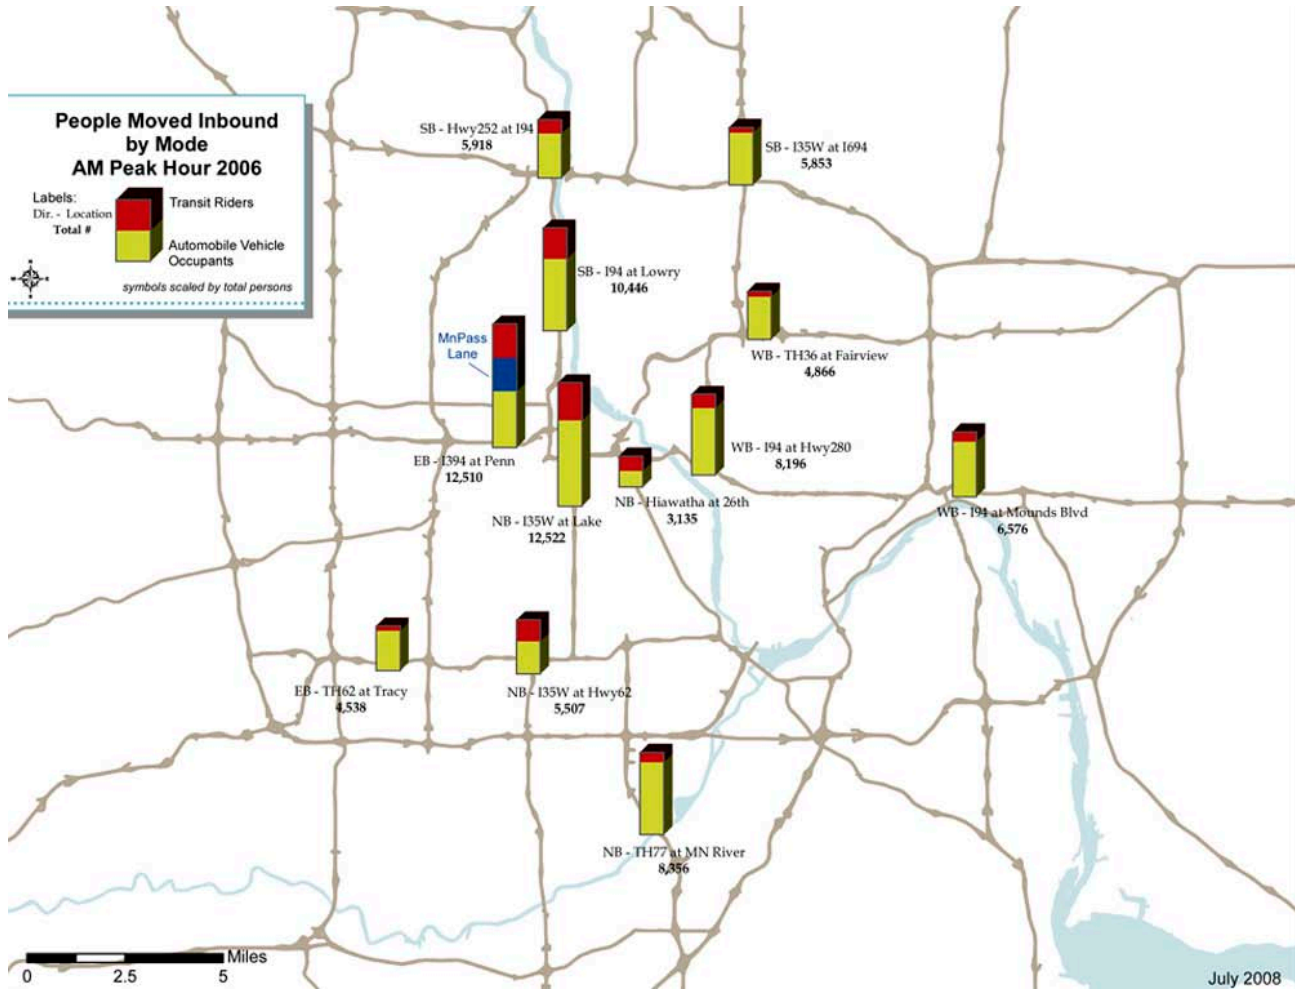 People Moved Inbound
by Mode
AM Peak Hour 2006
Labels:
Dir. - Location
Total #
Transit Riders
Automobile Vehicle
Occupants
symbols scaled by total persons
SB - Hwy252 at I94
5,918
SB - I35W at I694
5,853
SB - I94 at Lowry
10,446
MnPass
Lane
WB - TH36 at Fairview
4,866
EB - I394 at Penn
12,510
WB - I94 at Hwy280
8,196
NB - Hiawatha at 26th
3,135
NB - I35W at Lake
12,522
WB - I94 at Mounds Blvd
6,576
EB - TH62 at Tracy
4,538
NB - I35W at Hwy62
5,507
NB - TH77 at MN River
8,356
Miles
0 2.5 5
July 2008